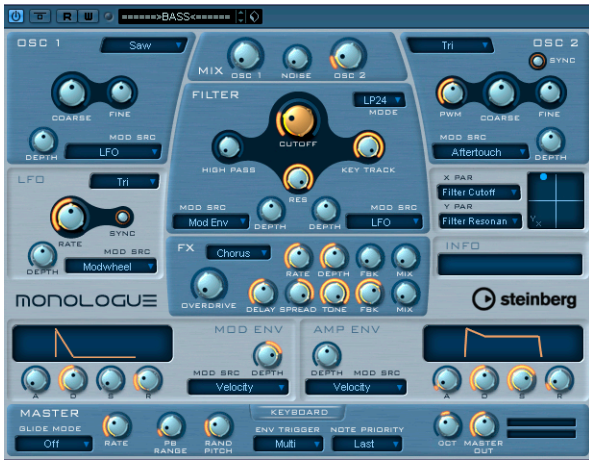 R W ======>BASS<======
OSC 1 Saw
COARSE FINE
MOD SRC
DEPTH LFO
MIX OSC 1 NOISE OSC 2
FILTER
LP24
MODE
CUTOFF
HIGH PASS KEY TRACK
RES
MOD SRC MOD SRC
Mod Env DEPTH DEPTH LFO
Tri OSC 2
SYNC
PWM COARSE FINE
MOD SRC
Aftertouch DEPTH
LFO Tri
RATE SYNC
MOD SRC
DEPTH Modwheel
X PAR
Filter Cutoff
Y PAR
Filter Resonan
Y X
FX Chorus
RATE DEPTH FBK MIX
OVERDRIVE DELAY SPREAD TONE FBK MIX
INFO
MONOLOGUE
steinberg
MOD ENV
MOD SRC DEPTH
Velocity
A D S R
AMP ENV
DEPTH MOD SRC
Velocity
A D S R
MASTER KEYBOARD
GLIDE MODE
Off RATE PB RANGE RAND PITCH
ENV TRIGGER NOTE PRIORITY
Multi Last
OCT MASTER OUT